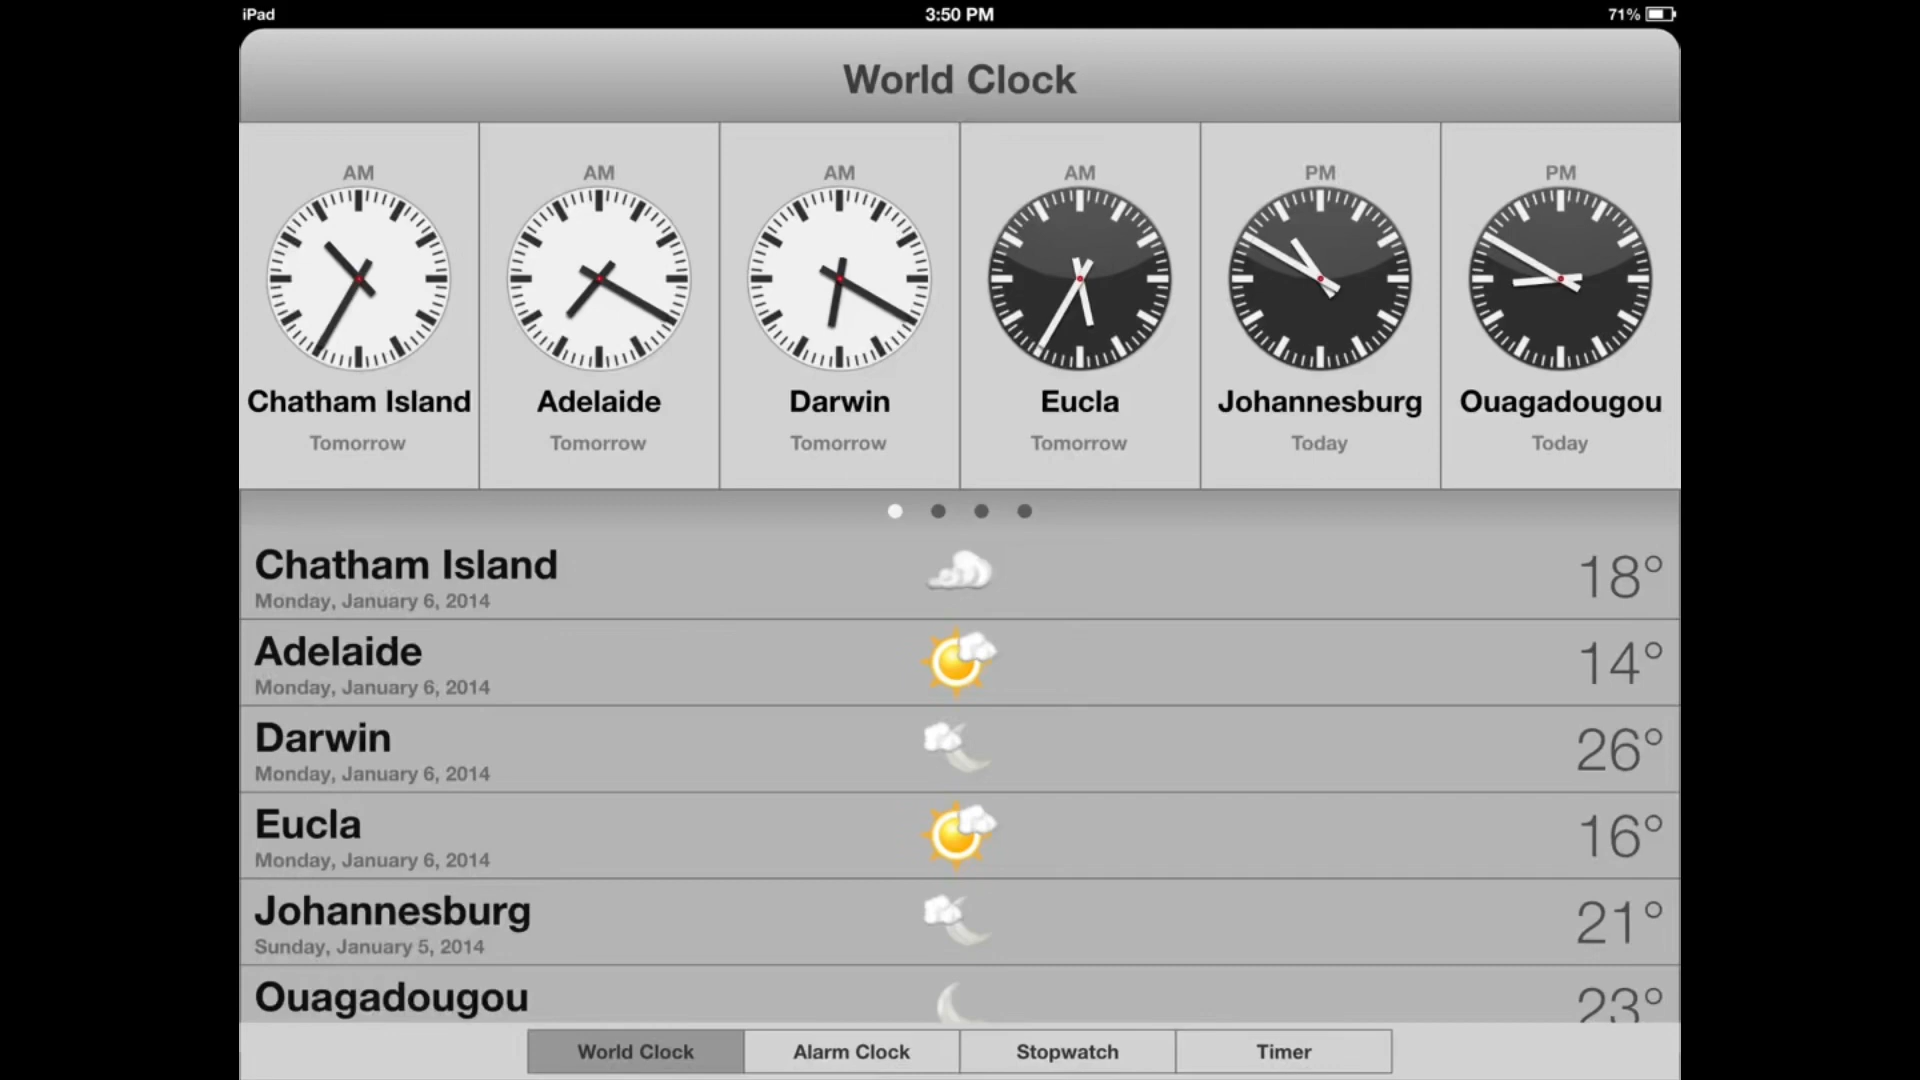 iPad 3:50 PM 71%
World Clock
AM AM AM AM PM PM
Chatham Island Adelaide Darwin Eucla Johannesburg Ouagadougou
Tomorrow Tomorrow Tomorrow Tomorrow Today Today
Chatham Island
Monday, January 6, 2014
18°
Adelaide
Monday, January 6, 2014
14°
Darwin
Monday, January 6, 2014
26°
Eucla
Monday, January 6, 2014
16°
Johannesburg
Sunday, January 5, 2014
21°
Ouagadougou
23°
World Clock Alarm Clock Stopwatch Timer